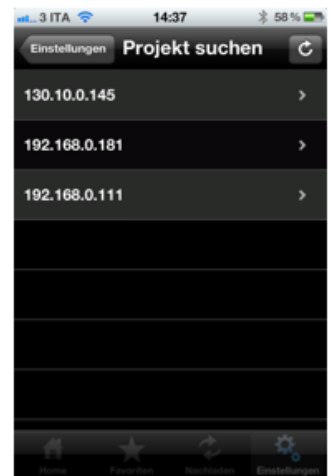 3 ITA 14:37 58 %
Einstellungen Projekt suchen
130.10.0.145
192.168.0.181
192.168.0.111
Home Favoriten Nachladen Einstellungen